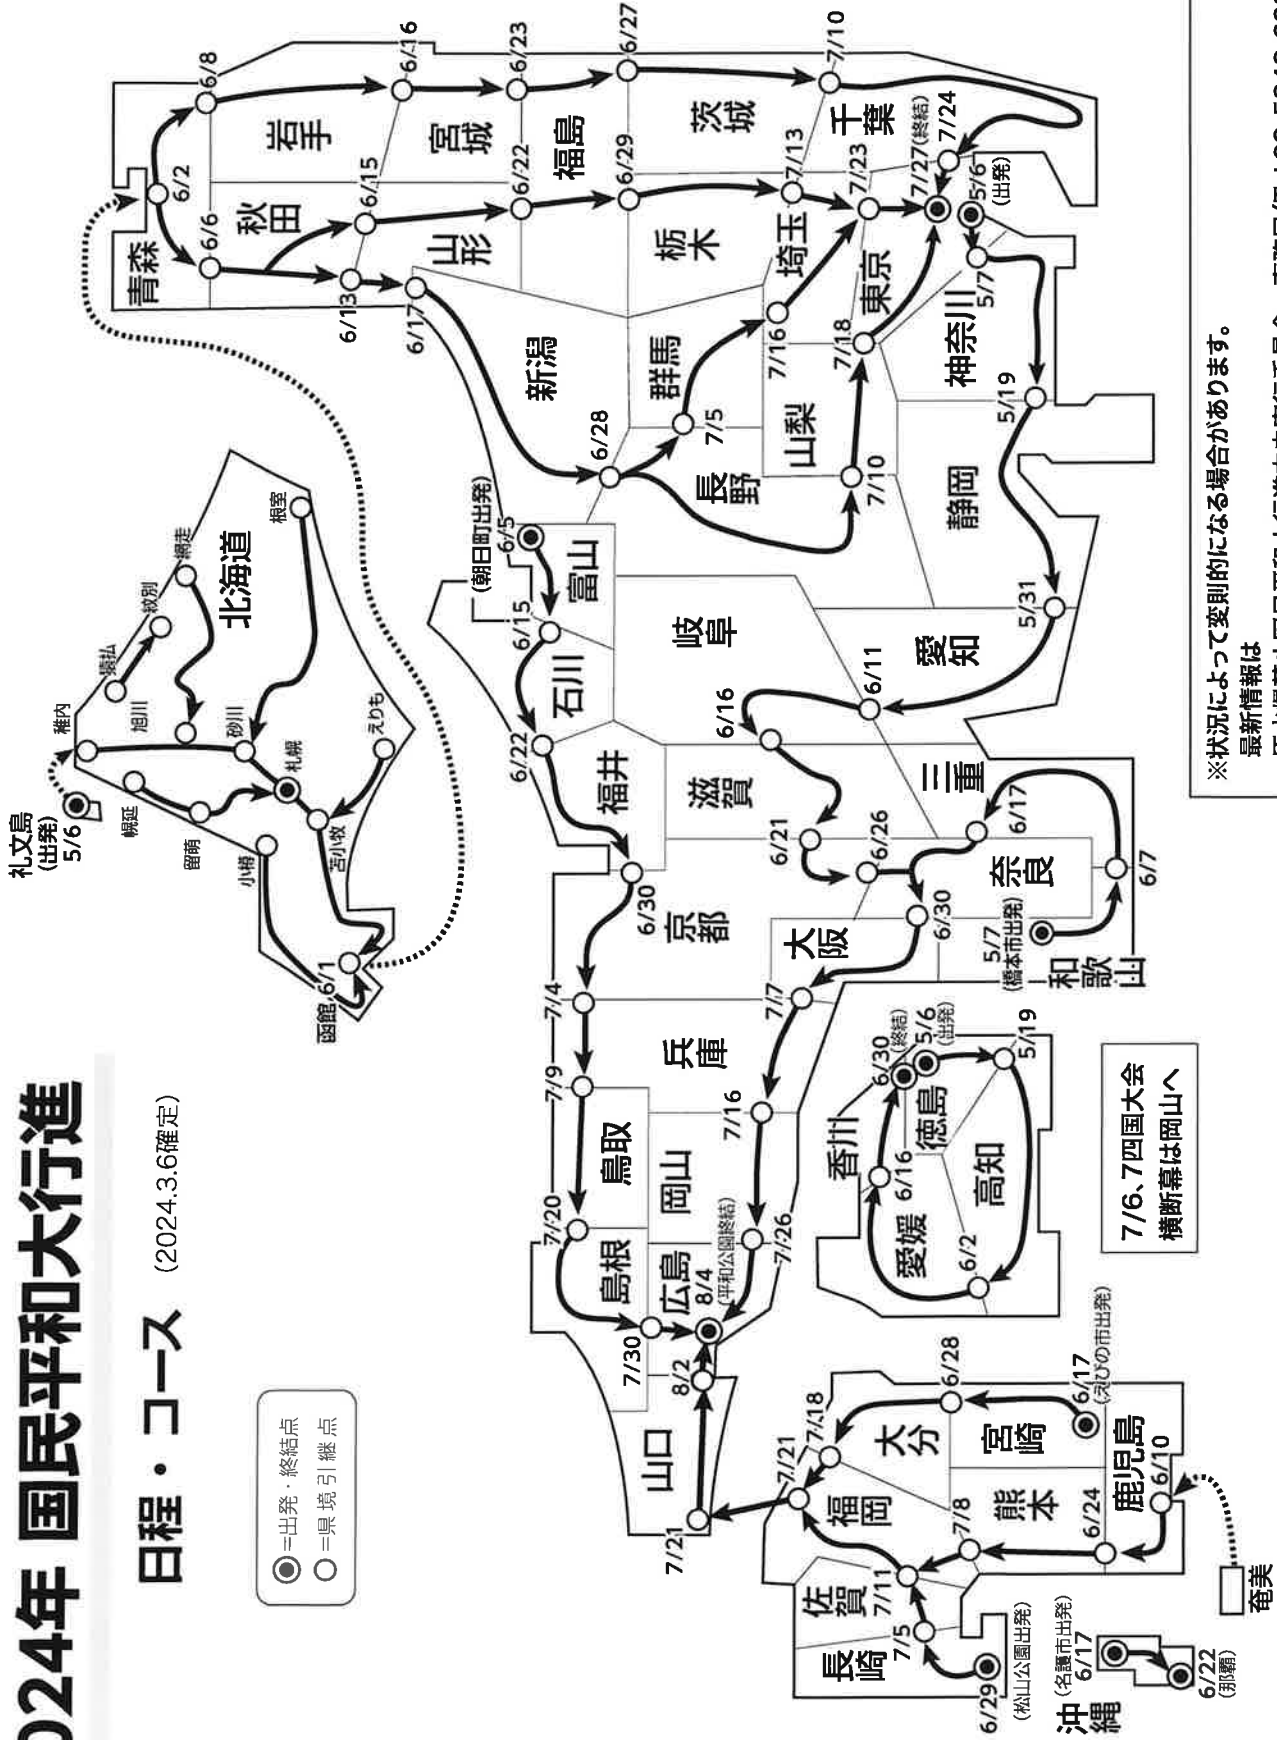 024年 国民平和大行進
日程・コース (2024.3.6確定)
◉=出発・終結点
○=県境引継点
礼文島
(出発)
5/6
稚内
猿払
紋別
網走
根室
幌延
旭川
留萌
砂川
小樽
札幌
えりも
苫小牧
北海道
函館 6/1
青森
6/2
6/8
6/6
岩手
秋田
6/16
6/15
6/13
宮城
山形
6/17
6/23
6/22
福島
新潟
6/27
6/29
6/28
茨城
栃木
群馬
7/5
7/10
7/13
7/16
千葉
埼玉
7/23
7/24
7/27(終結)
東京
7/18
5/6
(出発)
5/7
神奈川
山梨
7/10
長野
5/19
静岡
5/31
(朝日町出発)
6/5
富山
6/15
石川
6/22
岐阜
愛知
6/11
6/16
福井
滋賀
三重
6/21
6/26
6/17
6/30
京都
奈良
6/30
大阪
6/7
5/7
(橋本市出発)
和歌山
7/4
7/7
兵庫
7/9
7/16
鳥取
岡山
7/20
7/26
島根
広島
8/4
(平和公園終結)
7/30
8/2
山口
7/21
香川
6/30
(終結)
5/6
(出発)
徳島
5/19
6/16
高知
愛媛
6/2
7/6、7四国大会
横断幕は岡山へ
7/21
7/18
大分
6/28
福岡
宮崎
6/17
(えびの市出発)
7/8
熊本
鹿児島
6/10
6/24
佐賀
7/11
長崎
7/5
6/29
(松山公園出発)
沖縄
(名護市出発)
6/17
6/22
(那覇)
奄美
※状況によって変則的になる場合があります。
最新情報は